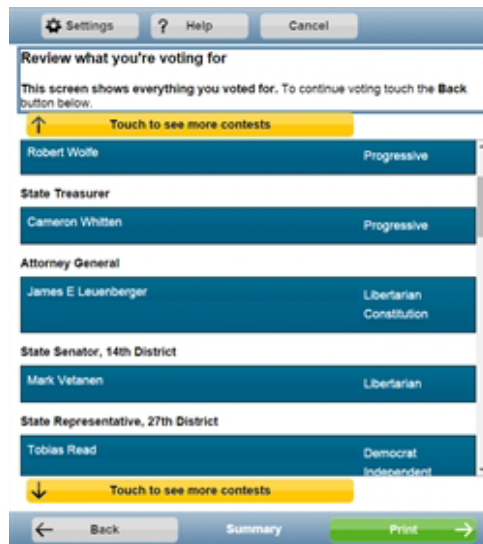 Settings ? Help Cancel
Review what you're voting for
This screen shows everything you voted for. To continue voting touch the Back
button below.
↑ Touch to see more contests
Robert Wolfe Progressive
State Treasurer
Cameron Whitten Progressive
Attorney General
James E Leuenberger Libertarian
Constitution
State Senator, 14th District
Mark Vetanen Libertarian
State Representative, 27th District
Tobias Read Democrat
Independent
↓ Touch to see more contests
← Back Summary Print →